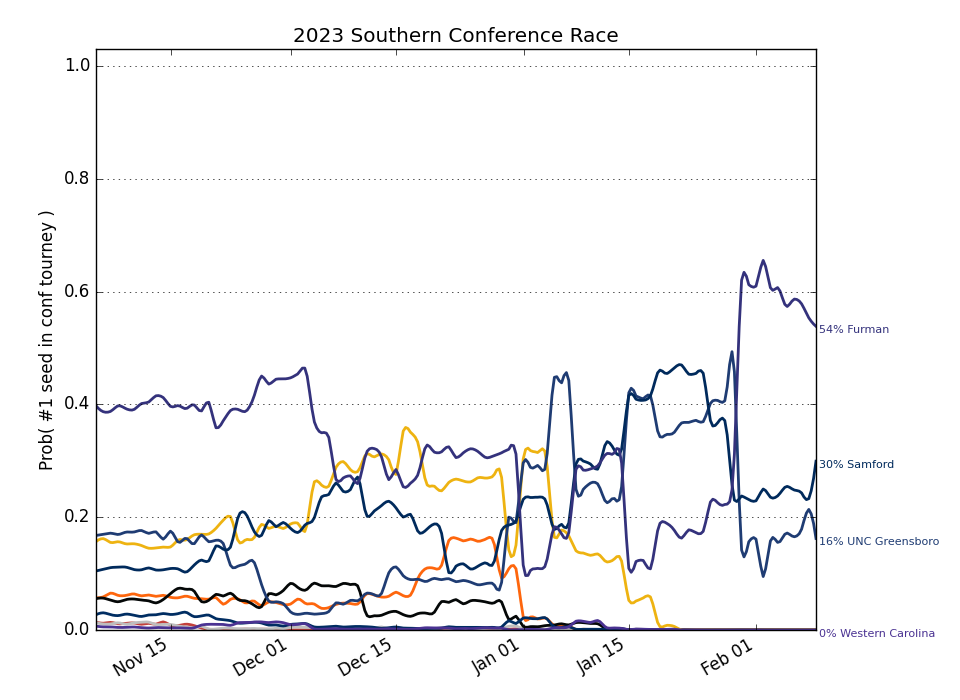 2023 Southern Conference Race
Prob( #1 seed in conf tourney )
1.0
0.8
0.6
0.4
0.2
0.0
Nov 15
Dec 01
Dec 15
Jan 01
Jan 15
Feb 01
54% Furman
30% Samford
16% UNC Greensboro
0% Western Carolina